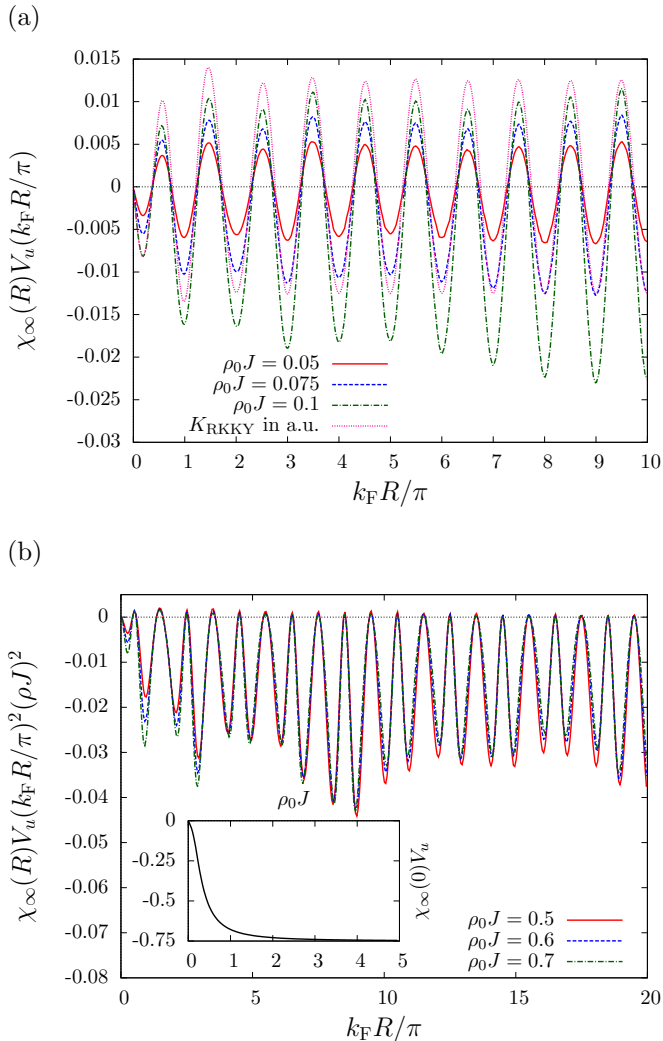 (a)
χ∞(R)Vu(kFR/π)
0.015
0.01
0.005
0
-0.005
-0.01
-0.015
-0.02
-0.025
-0.03
ρ0J = 0.05
ρ0J = 0.075
ρ0J = 0.1
KRKKY in a.u.
0 1 2 3 4 5 6 7 8 9 10
kFR/π
(b)
χ∞(R)Vu(kFR/π)²(ρJ)²
0
-0.01
-0.02
-0.03
-0.04
-0.05
-0.06
-0.07
-0.08
ρ0J
0
-0.25
-0.5
-0.75
0 1 2 3 4 5
χ∞(0)Vu
ρ0J = 0.5
ρ0J = 0.6
ρ0J = 0.7
0 5 10 15 20
kFR/π